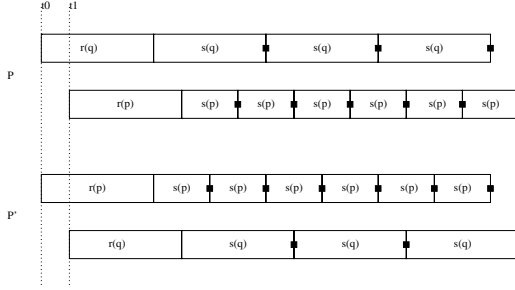 t0 t1
r(q) s(q) s(q) s(q)
P
r(p) s(p) s(p) s(p) s(p) s(p) s(p)
r(p) s(p) s(p) s(p) s(p) s(p) s(p)
P'
r(q) s(q) s(q) s(q)